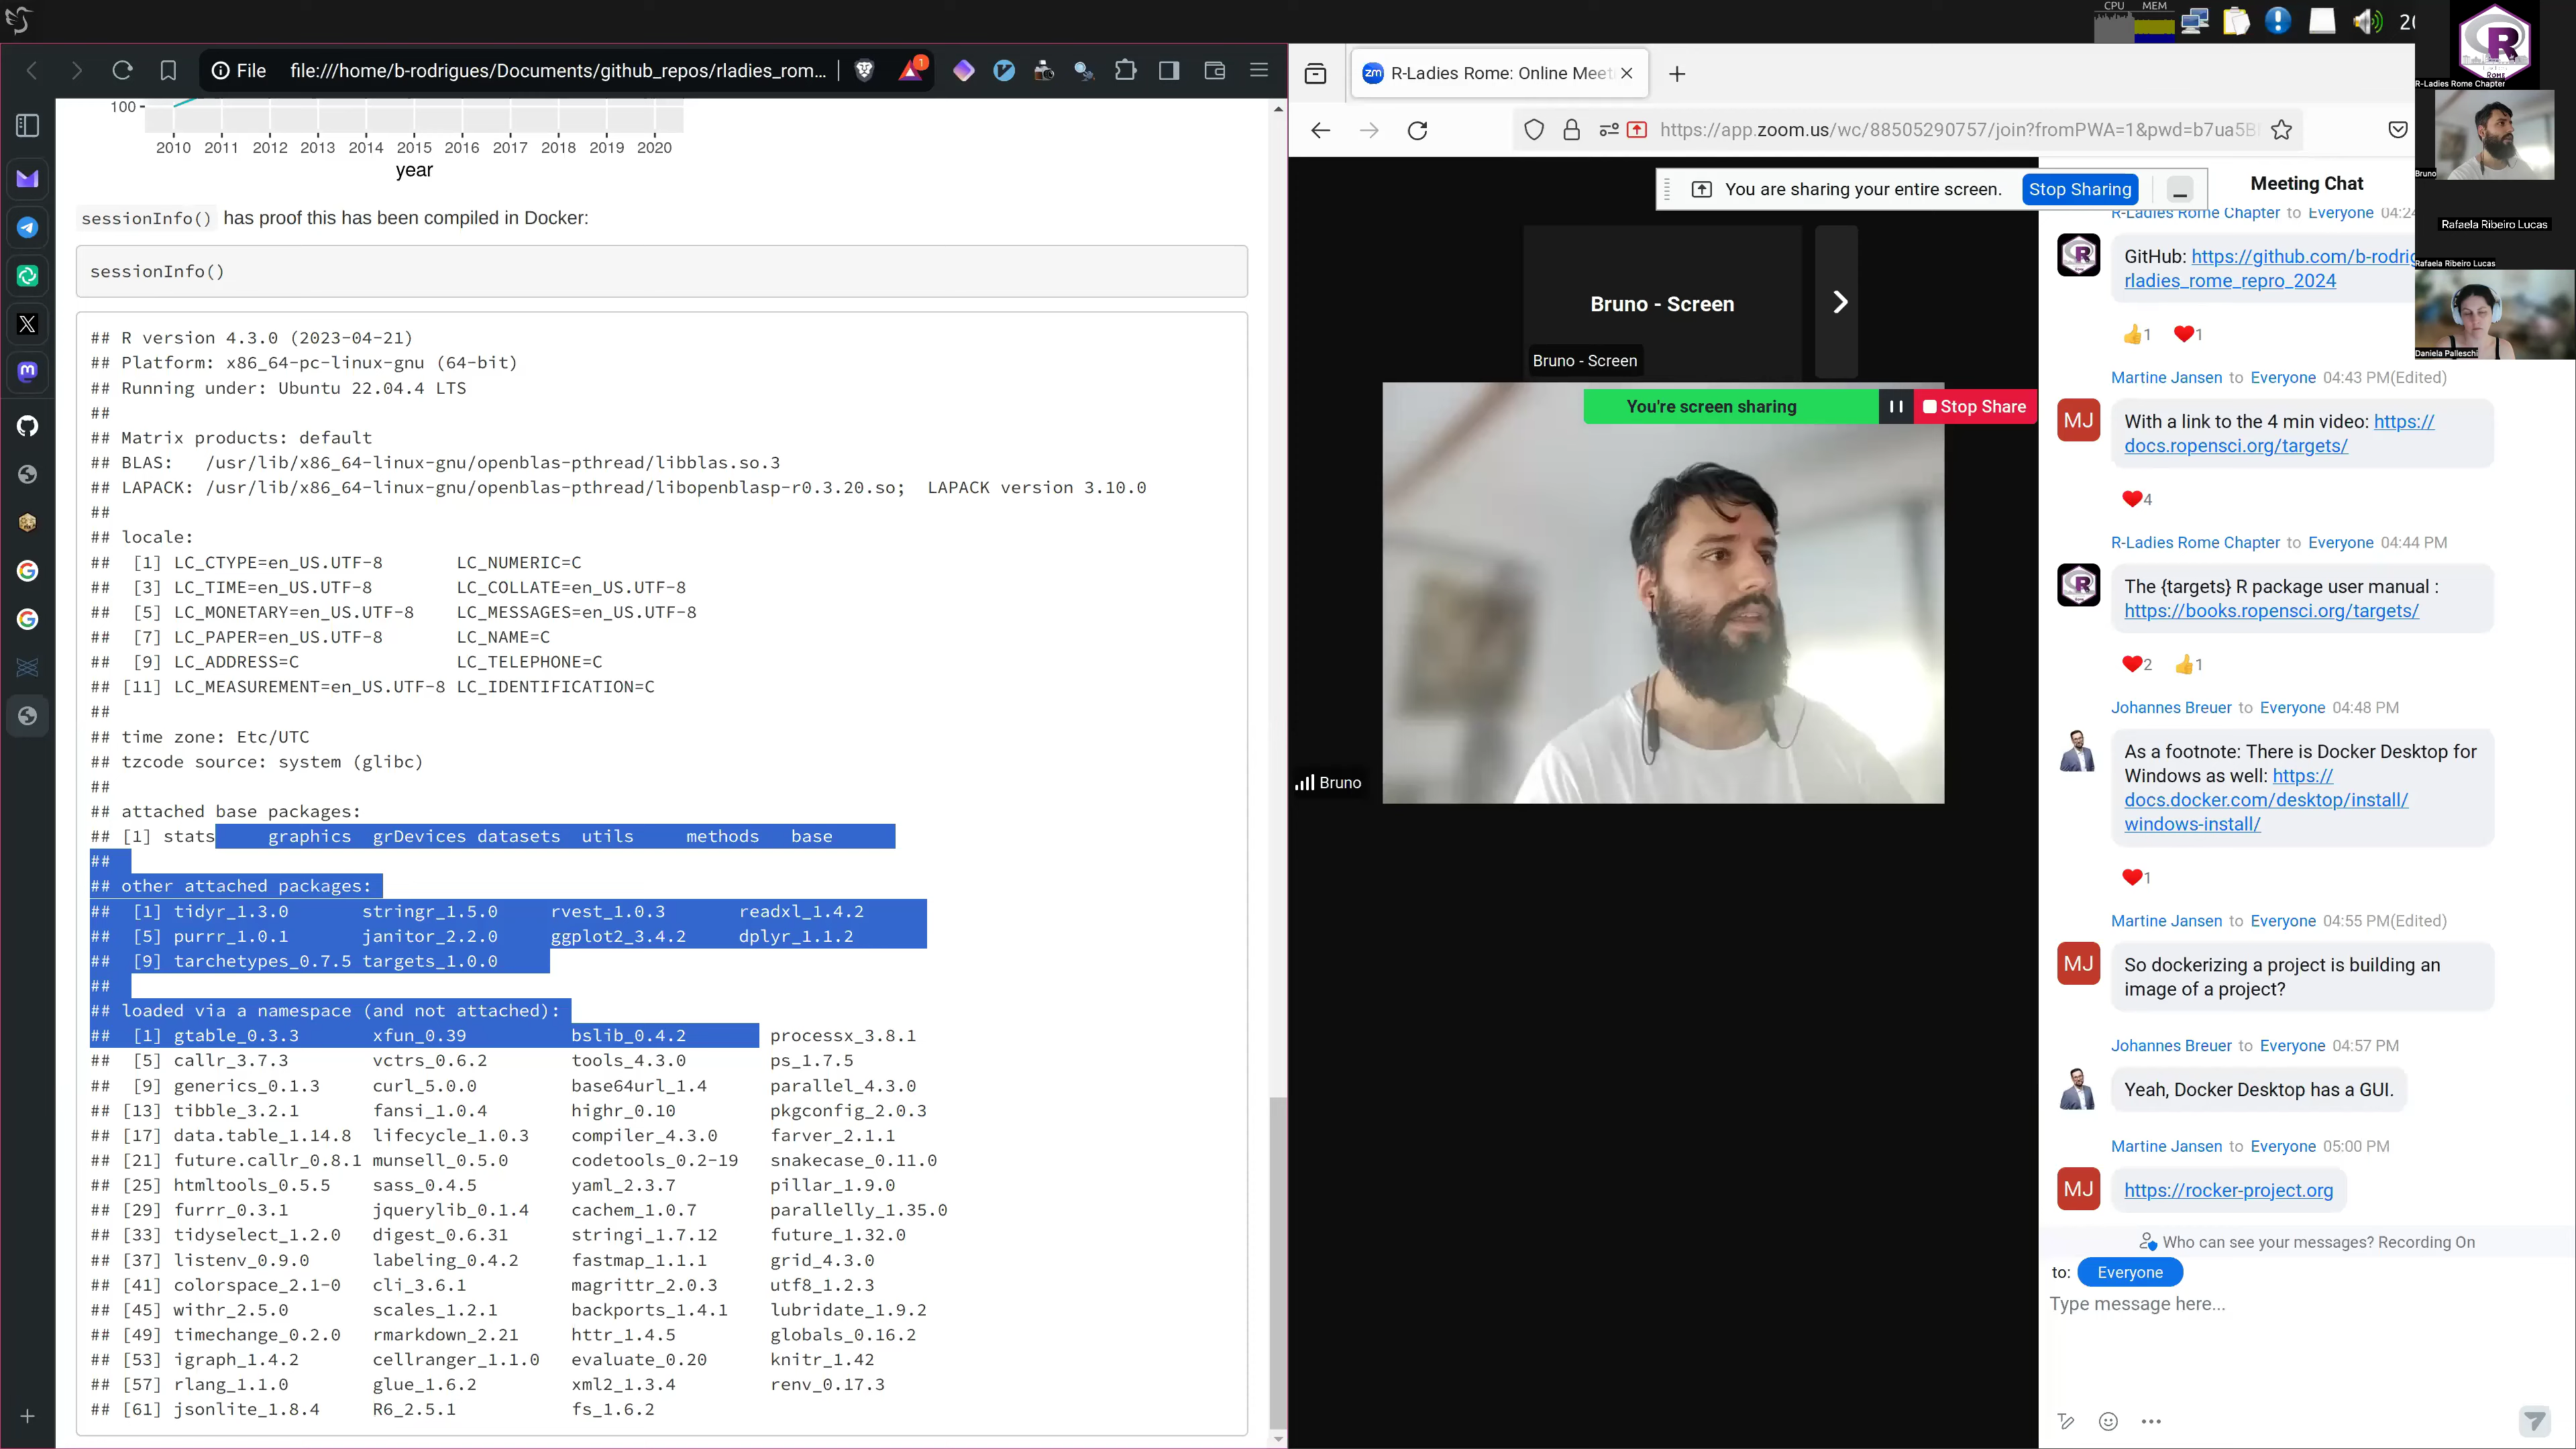 CPU MEM
File file:///home/b-rodrigues/Documents/github_repos/rladies_rom... 1
100
2010 2011 2012 2013 2014 2015 2016 2017 2018 2019 2020
year
sessionInfo() has proof this has been compiled in Docker:
sessionInfo()
## R version 4.3.0 (2023-04-21)
## Platform: x86_64-pc-linux-gnu (64-bit)
## Running under: Ubuntu 22.04.4 LTS
##
## Matrix products: default
## BLAS: /usr/lib/x86_64-linux-gnu/openblas-pthread/libblas.so.3
## LAPACK: /usr/lib/x86_64-linux-gnu/openblas-pthread/libopenblasp-r0.3.20.so; LAPACK version 3.10.0
##
## locale:
## [1] LC_CTYPE=en_US.UTF-8 LC_NUMERIC=C
## [3] LC_TIME=en_US.UTF-8 LC_COLLATE=en_US.UTF-8
## [5] LC_MONETARY=en_US.UTF-8 LC_MESSAGES=en_US.UTF-8
## [7] LC_PAPER=en_US.UTF-8 LC_NAME=C
## [9] LC_ADDRESS=C LC_TELEPHONE=C
## [11] LC_MEASUREMENT=en_US.UTF-8 LC_IDENTIFICATION=C
##
## time zone: Etc/UTC
## tzcode source: system (glibc)
##
## attached base packages:
## [1] stats graphics grDevices datasets utils methods base
##
## other attached packages:
## [1] tidyr_1.3.0 stringr_1.5.0 rvest_1.0.3 readxl_1.4.2
## [5] purrr_1.0.1 janitor_2.2.0 ggplot2_3.4.2 dplyr_1.1.2
## [9] tarchetypes_0.7.5 targets_1.0.0
##
## loaded via a namespace (and not attached):
## [1] gtable_0.3.3 xfun_0.39 bslib_0.4.2 processx_3.8.1
## [5] callr_3.7.3 vctrs_0.6.2 tools_4.3.0 ps_1.7.5
## [9] generics_0.1.3 curl_5.0.0 base64url_1.4 parallel_4.3.0
## [13] tibble_3.2.1 fansi_1.0.4 highr_0.10 pkgconfig_2.0.3
## [17] data.table_1.14.8 lifecycle_1.0.3 compiler_4.3.0 farver_2.1.1
## [21] future.callr_0.8.1 munsell_0.5.0 codetools_0.2-19 snakecase_0.11.0
## [25] htmltools_0.5.5 sass_0.4.5 yaml_2.3.7 pillar_1.9.0
## [29] furrr_0.3.1 jquerylib_0.1.4 cachem_1.0.7 parallelly_1.35.0
## [33] tidyselect_1.2.0 digest_0.6.31 stringi_1.7.12 future_1.32.0
## [37] listenv_0.9.0 labeling_0.4.2 fastmap_1.1.1 grid_4.3.0
## [41] colorspace_2.1-0 cli_3.6.1 magrittr_2.0.3 utf8_1.2.3
## [45] withr_2.5.0 scales_1.2.1 backports_1.4.1 lubridate_1.9.2
## [49] timechange_0.2.0 rmarkdown_2.21 httr_1.4.5 globals_0.16.2
## [53] igraph_1.4.2 cellranger_1.1.0 evaluate_0.20 knitr_1.42
## [57] rlang_1.1.0 glue_1.6.2 xml2_1.3.4 renv_0.17.3
## [61] jsonlite_1.8.4 R6_2.5.1 fs_1.6.2
zm R-Ladies Rome: Online Meet
https://app.zoom.us/wc/88505290757/join?fromPWA=1&pwd=b7ua5B
You are sharing your entire screen. Stop Sharing
Bruno - Screen
Bruno - Screen
You're screen sharing Stop Share
Bruno
Meeting Chat
R-Ladies Rome Chapter to Everyone 04:24
GitHub: https://github.com/b-rodrig
rladies_rome_repro_2024
1 1
Martine Jansen to Everyone 04:43 PM(Edited)
MJ
With a link to the 4 min video: https://
docs.ropensci.org/targets/
4
R-Ladies Rome Chapter to Everyone 04:44 PM
The {targets} R package user manual :
https://books.ropensci.org/targets/
2 1
Johannes Breuer to Everyone 04:48 PM
As a footnote: There is Docker Desktop for
Windows as well: https://
docs.docker.com/desktop/install/
windows-install/
1
Martine Jansen to Everyone 04:55 PM(Edited)
MJ
So dockerizing a project is building an
image of a project?
Johannes Breuer to Everyone 04:57 PM
Yeah, Docker Desktop has a GUI.
Martine Jansen to Everyone 05:00 PM
MJ
https://rocker-project.org
Who can see your messages? Recording On
to: Everyone
Type message here...
R
ROME
R-Ladies Rome Chapter
Bruno
Rafaela Ribeiro Lucas
Rafaela Ribeiro Lucas
Daniela Palleschi